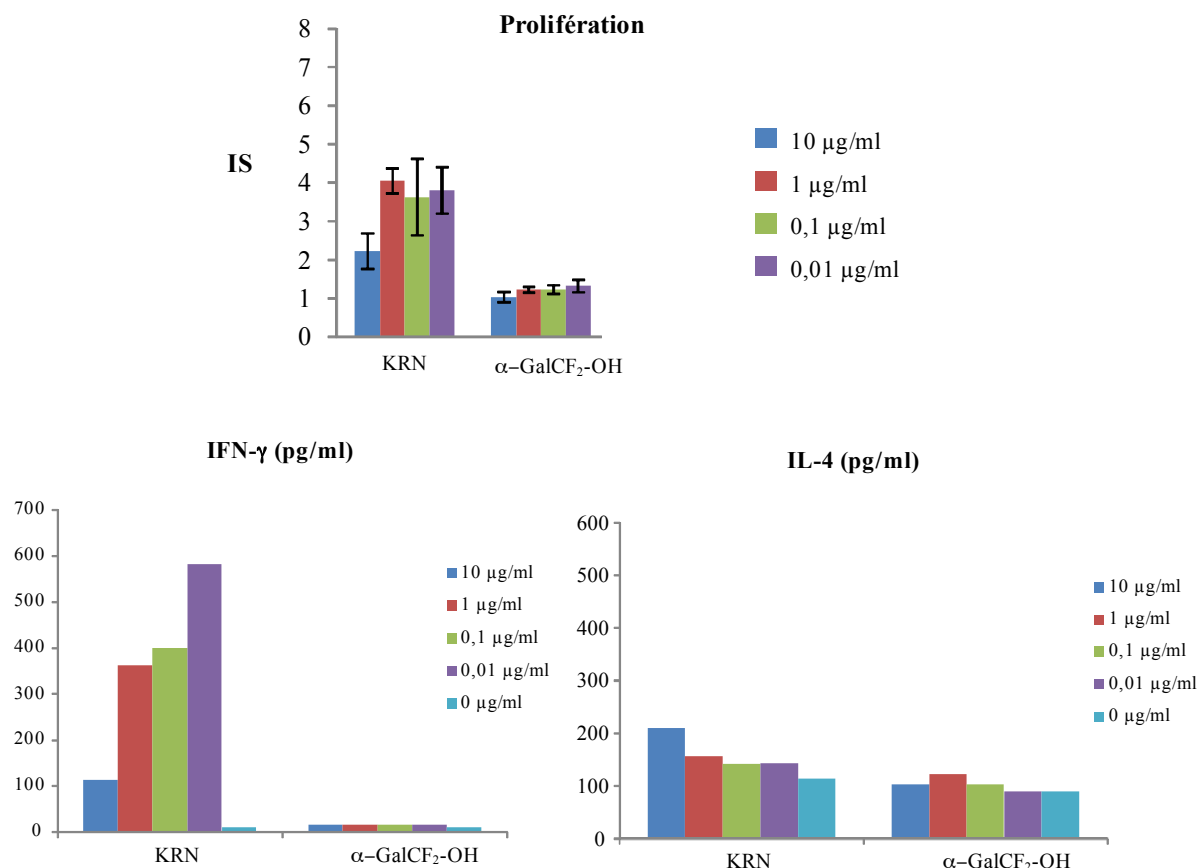 Prolifération
8
7
6
5
4
3
2
1
0
IS
KRN
α–GalCF₂-OH
10 µg/ml
1 µg/ml
0,1 µg/ml
0,01 µg/ml
IFN-γ (pg/ml)
700
600
500
400
300
200
100
0
KRN
α–GalCF₂-OH
10 µg/ml
1 µg/ml
0,1 µg/ml
0,01 µg/ml
0 µg/ml
IL-4 (pg/ml)
600
500
400
300
200
100
0
KRN
α–GalCF₂-OH
10 µg/ml
1 µg/ml
0,1 µg/ml
0,01 µg/ml
0 µg/ml